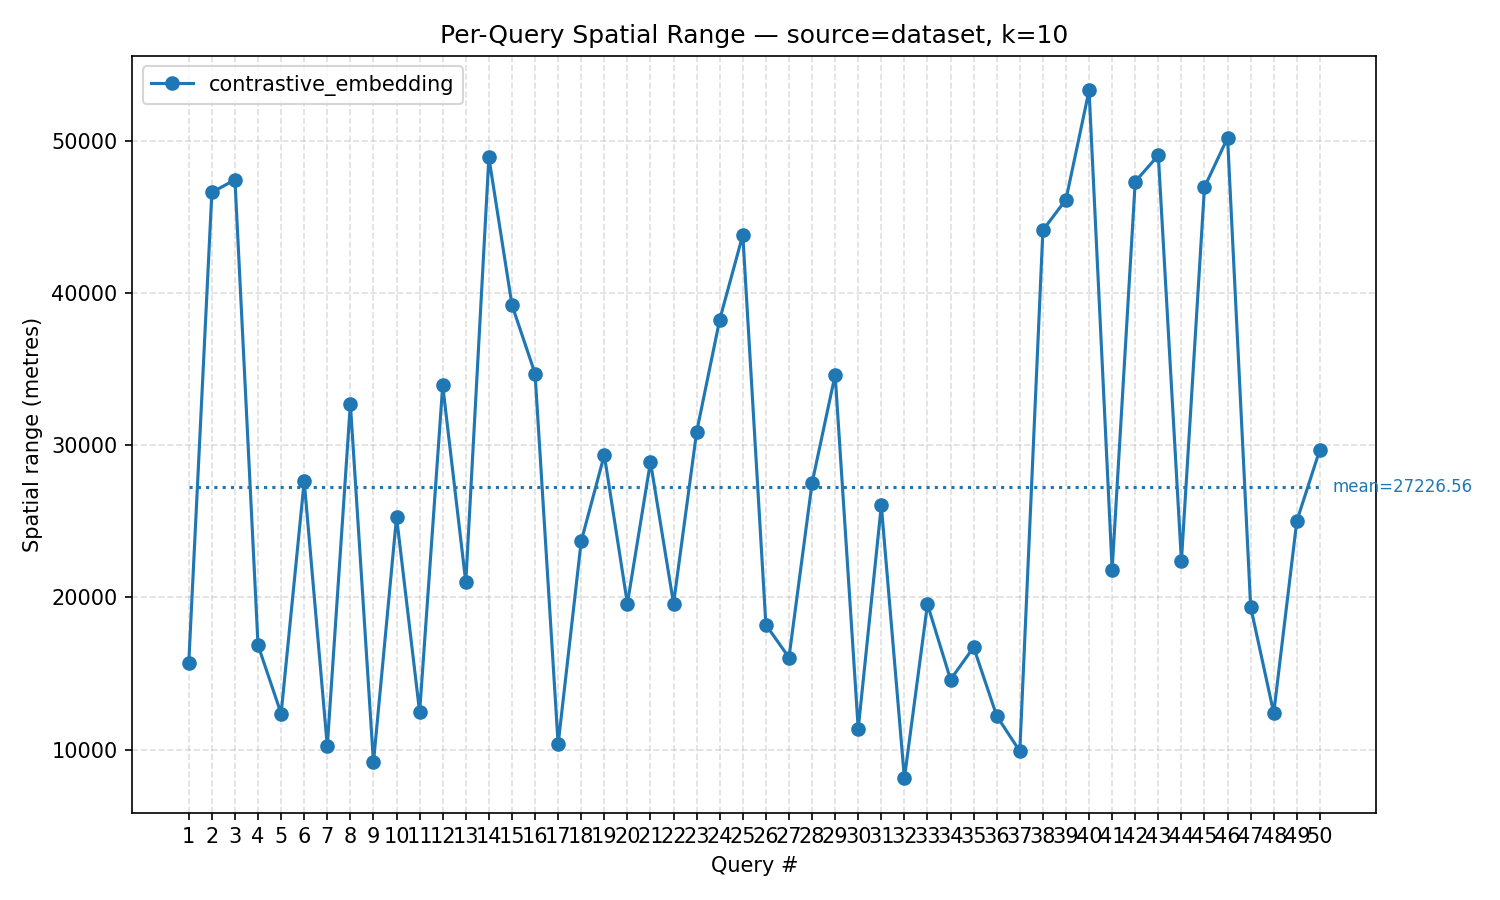 Per-Query Spatial Range — source=dataset, k=10
contrastive_embedding
50000
40000
30000
20000
10000
Spatial range (metres)
mean=27226.56
1 2 3 4 5 6 7 8 9 10 11 12 13 14 15 16 17 18 19 20 21 22 23 24 25 26 27 28 29 30 31 32 33 34 35 36 37 38 39 40 41 42 43 44 45 46 47 48 49 50
Query #